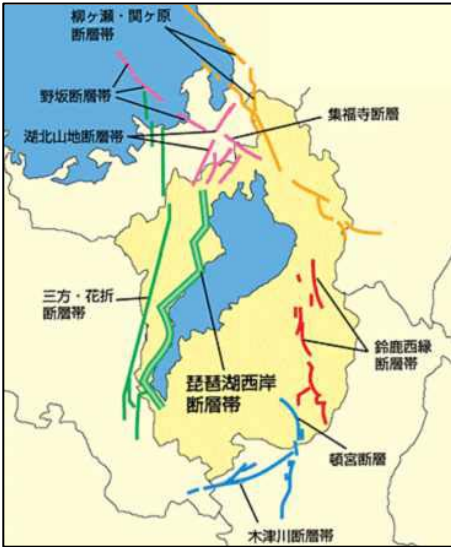 柳ヶ瀬・関ヶ原
断層帯
野坂断層帯
集福寺断層
湖北山地断層帯
三方・花折
断層帯
琵琶湖西岸
断層帯
鈴鹿西縁
断層帯
頓宮断層
木津川断層帯